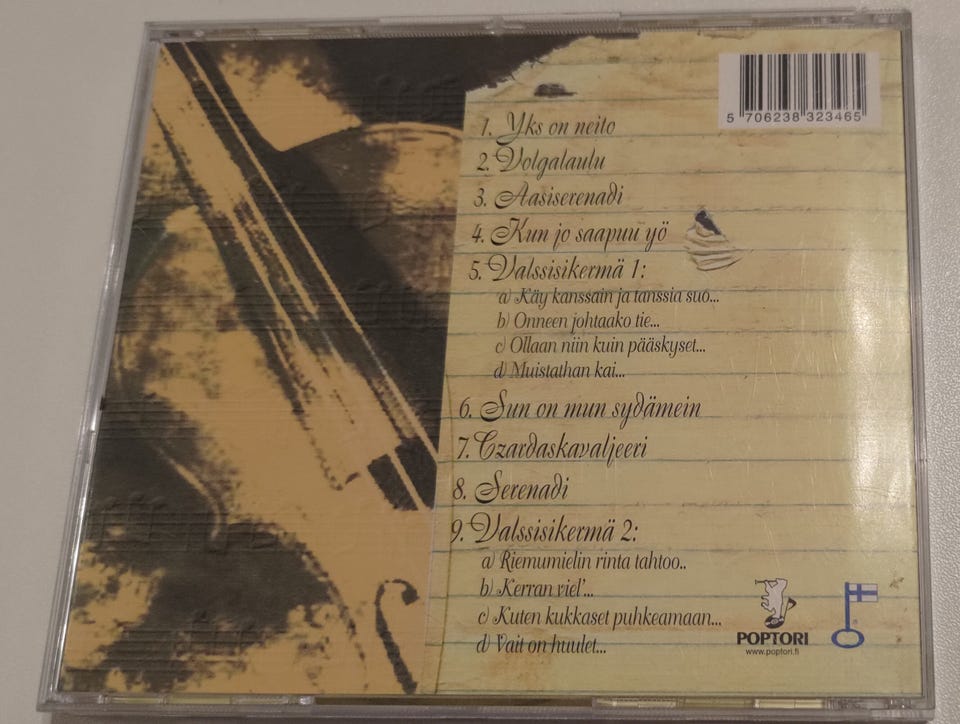 5 706238 323465
1. Yks on neito
2. Volgalaulu
3. Aasiserenadi
4. Kun jo saapuu yö
5. Valssisikermä 1:
a) Käy kanssain ja tanssia suo...
b) Onneen johtaako tie...
c) Ollaan niin kuin pääskyset...
d) Muistathan kai...
6. Sun on mun sydämein
7. Czardaskavaljeeri
8. Serenadi
9. Valssisikermä 2:
a) Riemumielin rinta tahtoo..
b) Kerran viel'...
c) Kuten kukkaset puhkeamaan...
d) Vait on huulet...
POPTORI
www.poptori.fi